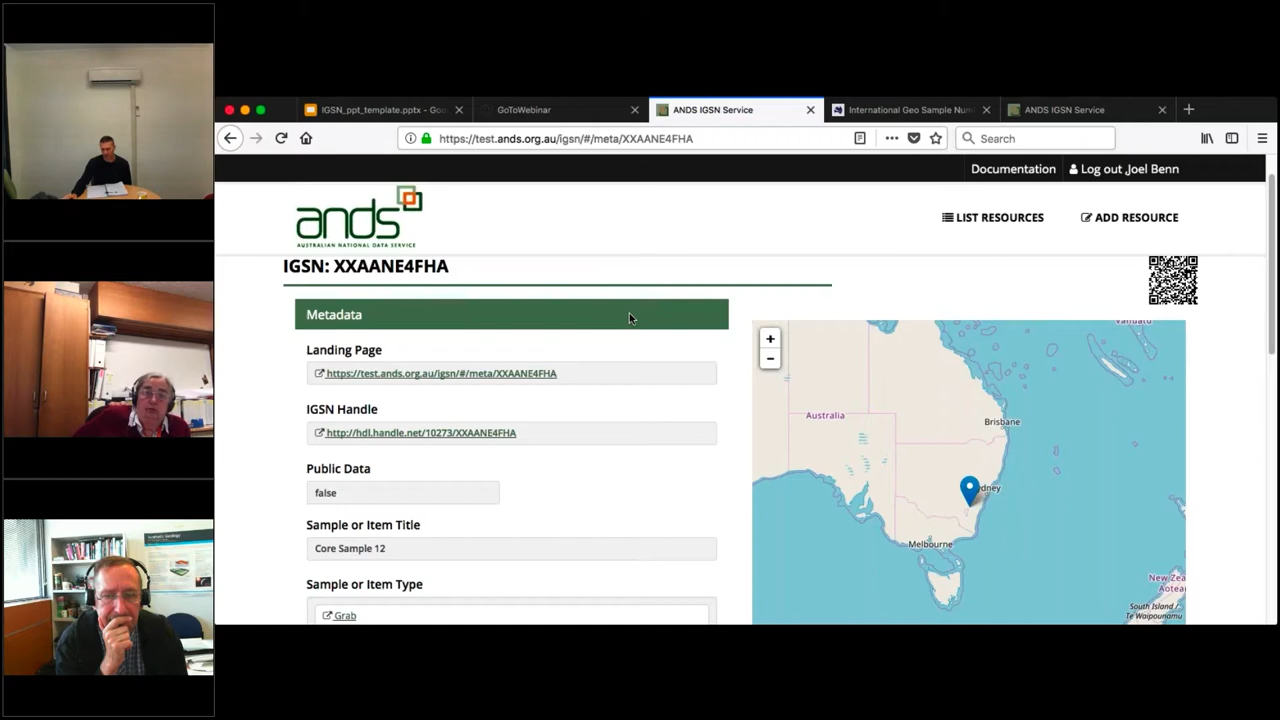 IGSN_ppt_template.pptx - Goo
GoToWebinar
ANDS IGSN Service
International Geo Sample Num
ANDS IGSN Service
https://test.ands.org.au/igsn/#/meta/XXAANE4FHA
Search
Documentation
Log out ,Joel Benn
ands
AUSTRALIAN NATIONAL DATA SERVICE
LIST RESOURCES
ADD RESOURCE
IGSN: XXAANE4FHA
Metadata
Landing Page
https://test.ands.org.au/igsn/#/meta/XXAANE4FHA
IGSN Handle
http://hdl.handle.net/10273/XXAANE4FHA
Public Data
false
Sample or Item Title
Core Sample 12
Sample or Item Type
Grab
+
-
Vanuatu
Australia
Brisbane
dney
Melbourne
New Zea
Aotea
South Island /
Te Waipounamu